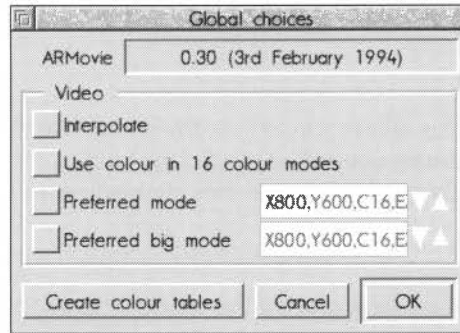 Global choices
ARMovie 0.30 (3rd February 1994)
Video
Interpolate
Use colour in 16 colour modes
Preferred mode X800,Y600,C16,E
Preferred big mode X800,Y600,C16,E
Create colour tables Cancel OK